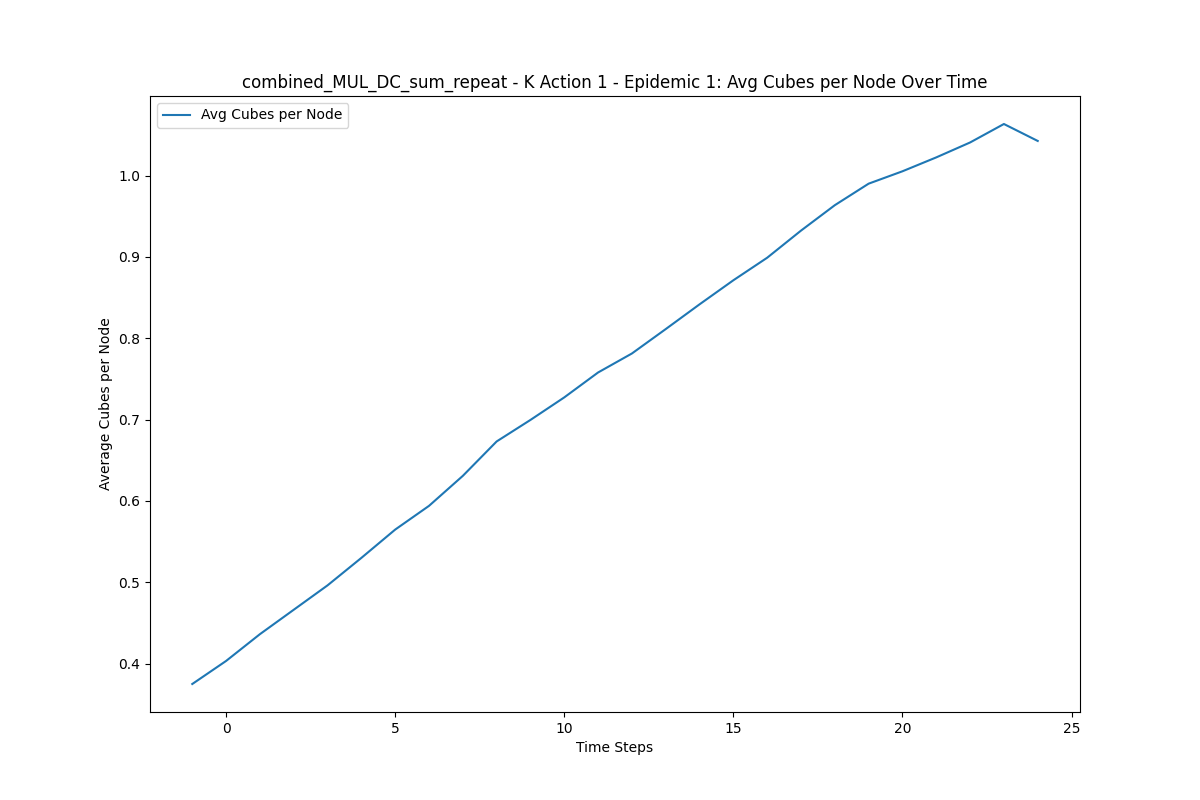 combined_MUL_DC_sum_repeat - K Action 1 - Epidemic 1: Avg Cubes per Node Over Time
Avg Cubes per Node
1.0
0.9
0.8
0.7
0.6
0.5
0.4
Average Cubes per Node
0 5 10 15 20 25
Time Steps